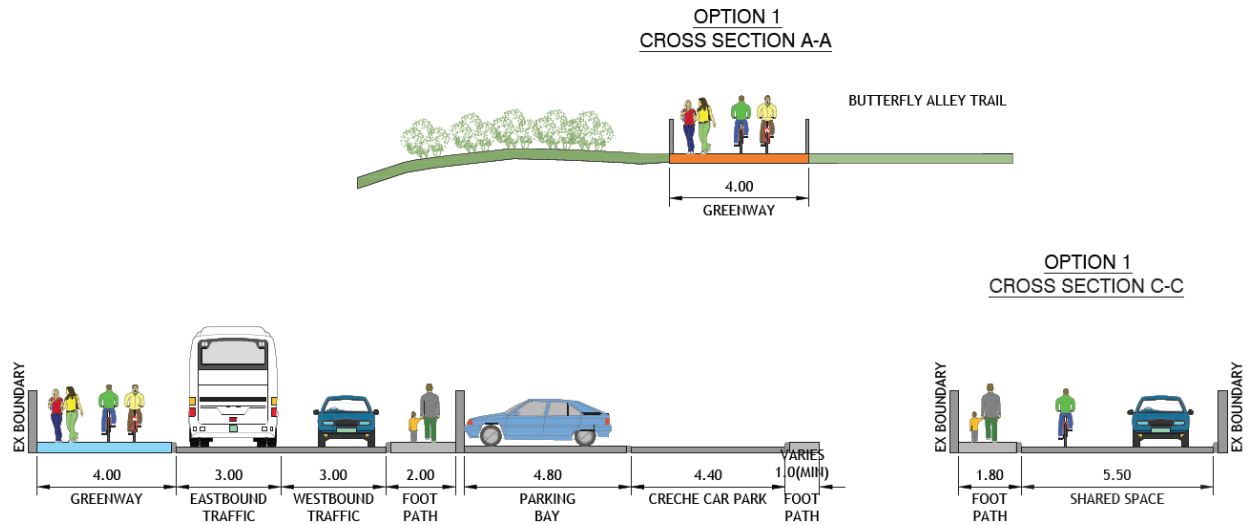 OPTION 1
CROSS SECTION A-A
BUTTERFLY ALLEY TRAIL
4.00
GREENWAY
OPTION 1
CROSS SECTION C-C
EX BOUNDARY
4.00
GREENWAY
3.00
EASTBOUND
TRAFFIC
3.00
WESTBOUND
TRAFFIC
2.00
FOOT
PATH
4.80
PARKING
BAY
4.40
CRECHE CAR PARK
VARIES
1.0(MIN)
FOOT
PATH
EX BOUNDARY
1.80
FOOT
PATH
5.50
SHARED SPACE
EX BOUNDARY